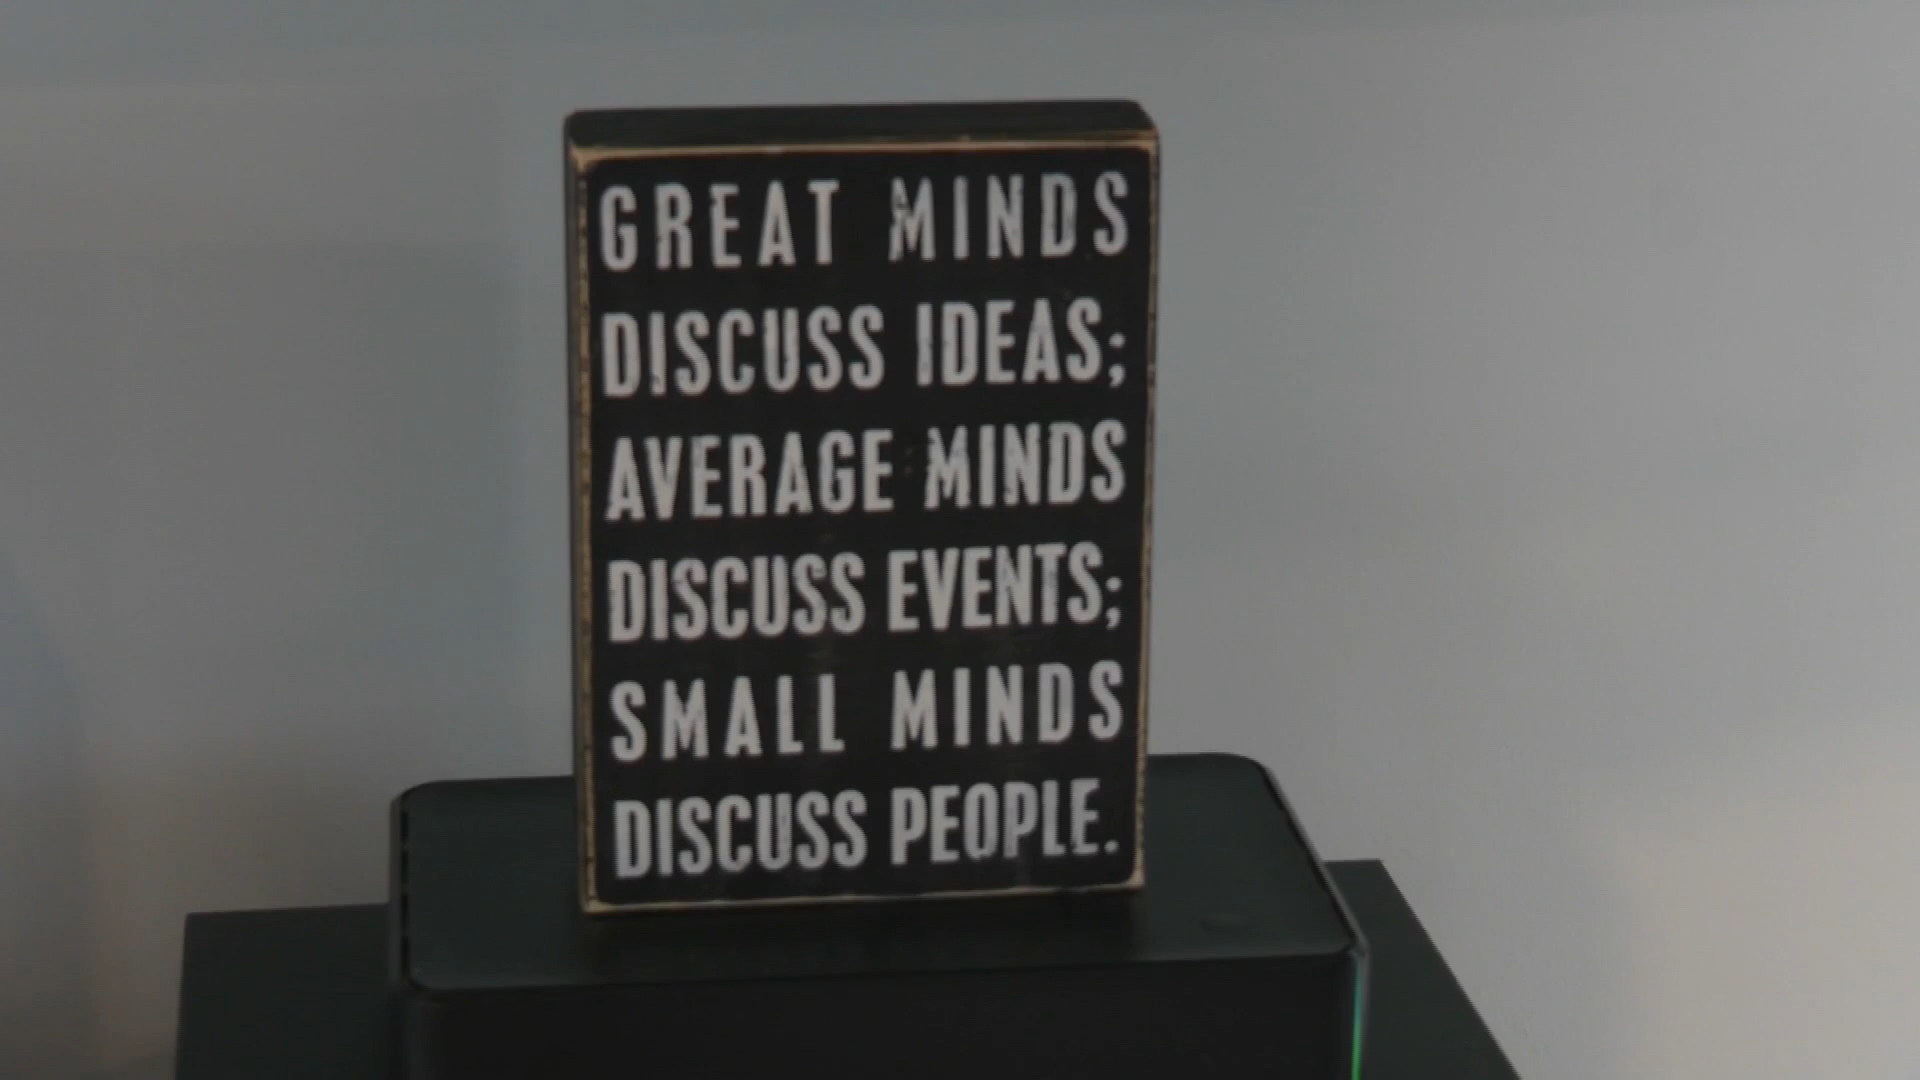 GREAT MINDS
DISCUSS IDEAS;
AVERAGE MINDS
DISCUSS EVENTS;
SMALL MINDS
DISCUSS PEOPLE.